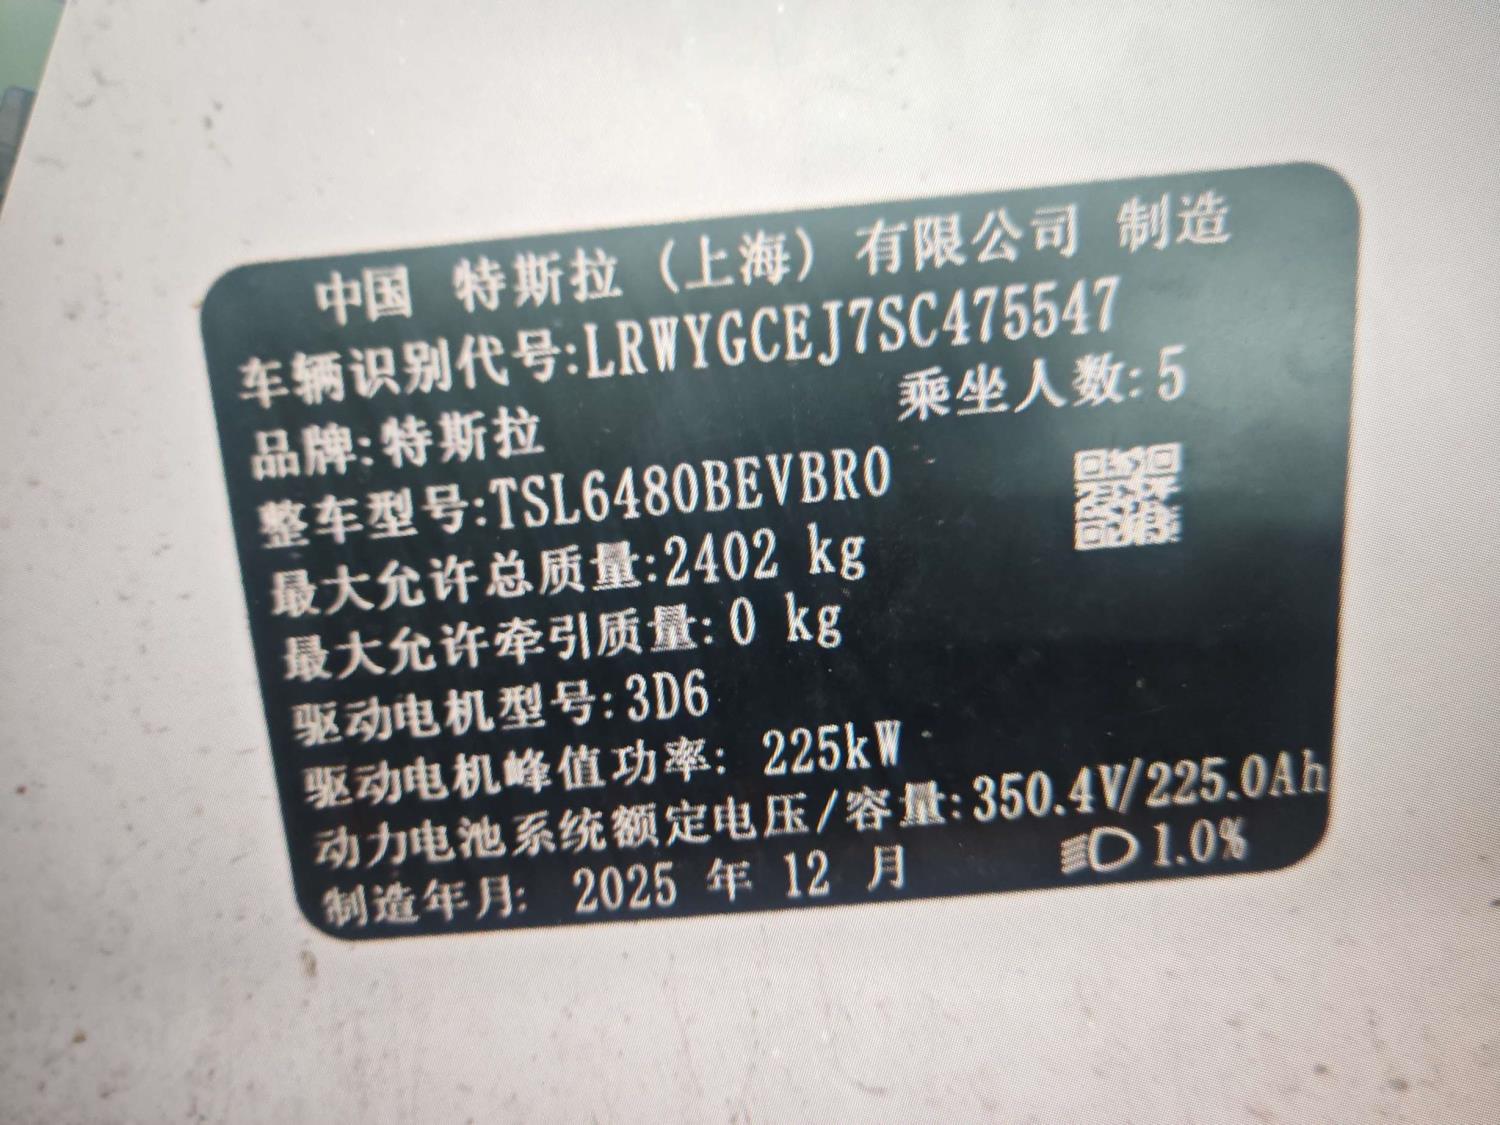 中国 特斯拉（上海）有限公司 制造
车辆识别代号:LRWYGCEJ7SC475547
品牌:特斯拉 乘坐人数:5
整车型号:TSL6480BEVBR0
最大允许总质量:2402 kg
最大允许牵引质量:0 kg
驱动电机型号:3D6
驱动电机峰值功率: 225kW
动力电池系统额定电压/容量:350.4V/225.0Ah
制造年月: 2025 年 12 月 1.0%